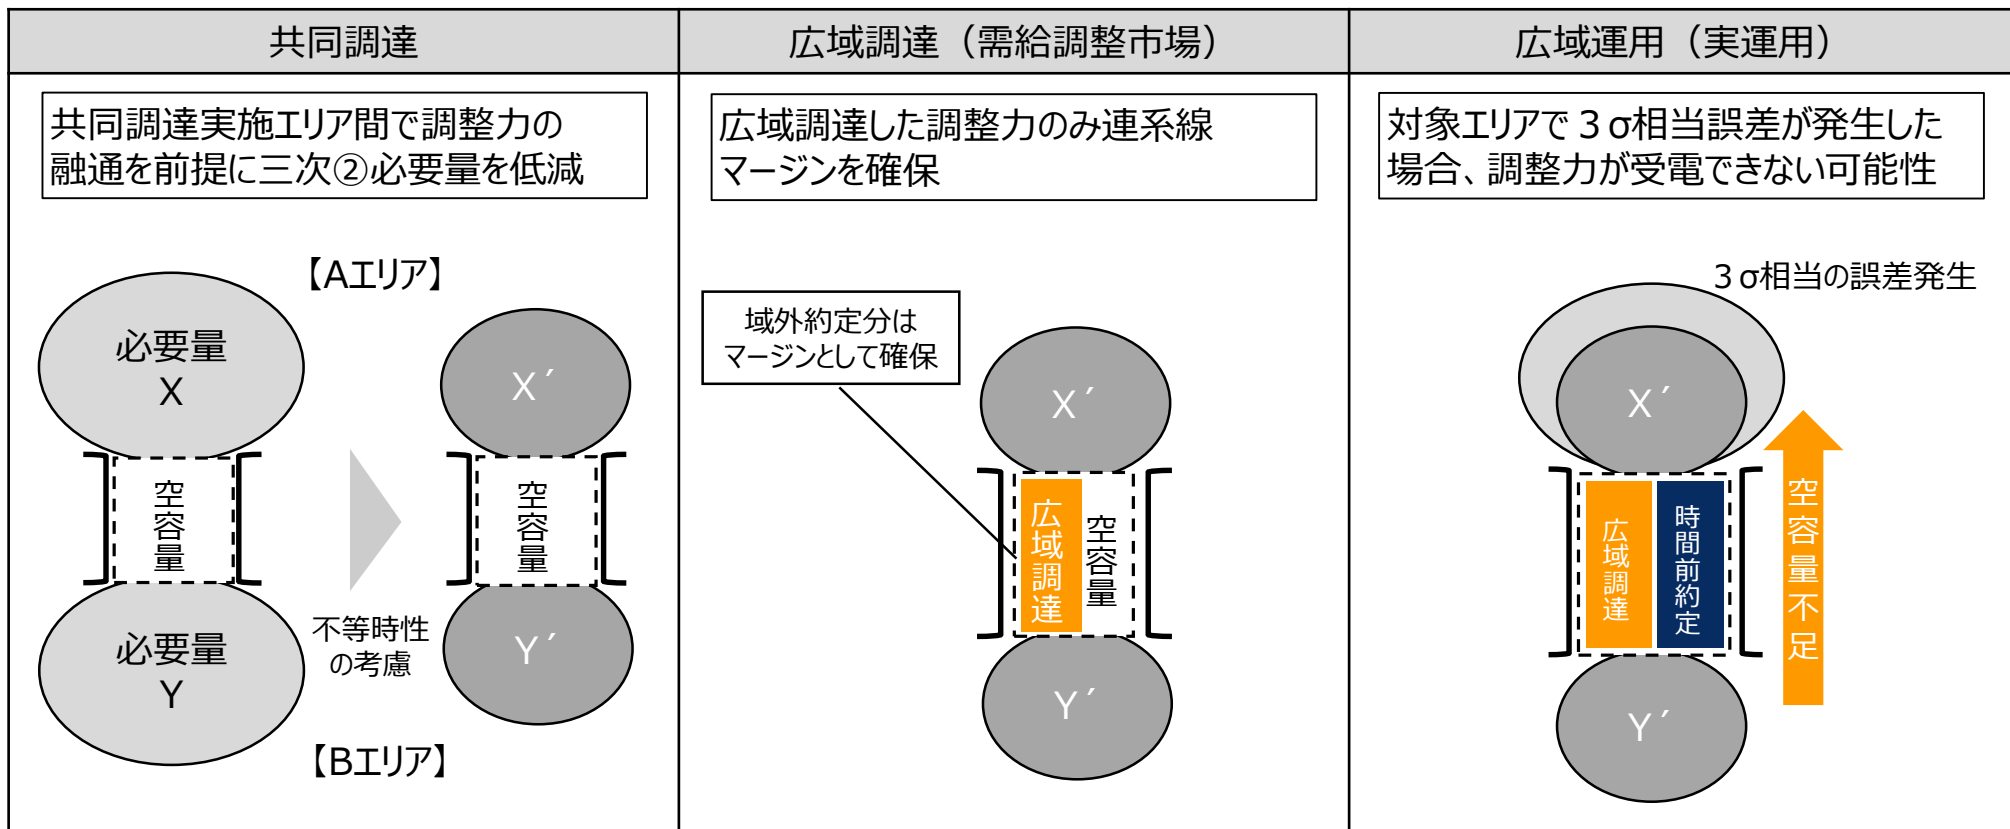 共同調達
広域調達（需給調整市場）
広域運用（実運用）
共同調達実施エリア間で調整力の
融通を前提に三次②必要量を低減
広域調達した調整力のみ連系線
マージンを確保
対象エリアで３σ相当誤差が発生した
場合、調整力が受電できない可能性
【Aエリア】
必要量
X
空容量
必要量
Y
不等時性
の考慮
X´
空容量
Y´
【Bエリア】
域外約定分は
マージンとして確保
X´
広域調達
空容量
Y´
３σ相当の誤差発生
X´
広域調達
時間前約定
空容量不足
Y´